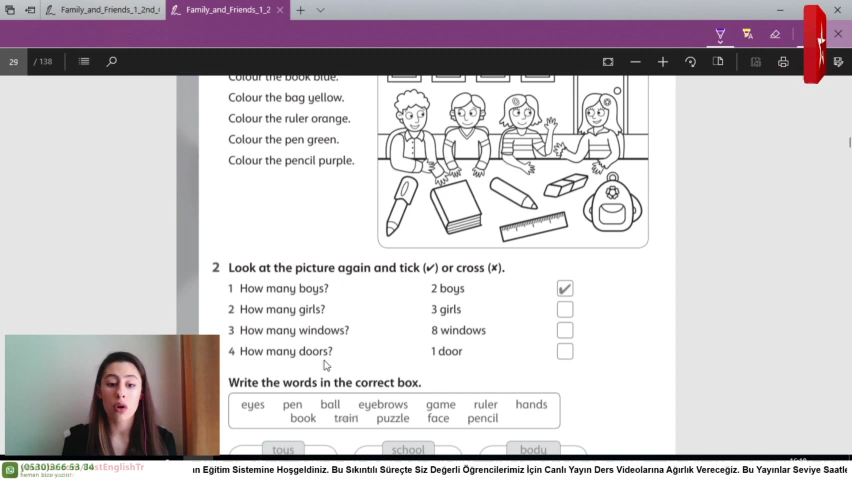 Family_and_Friends_1_2nd_
Family_and_Friends_1_2
29 / 138
Colour the book blue.
Colour the bag yellow.
Colour the ruler orange.
Colour the pen green.
Colour the pencil purple.
2 Look at the picture again and tick (✔) or cross (✘).
1 How many boys? 2 boys ✔
2 How many girls? 3 girls
3 How many windows? 8 windows
4 How many doors? 1 door
Write the words in the correct box.
eyes pen ball eyebrows game ruler hands
book train puzzle face pencil
toys school body
(0530)366 53 34
hemen bize yazın!
ın Eğitim Sistemine Hoşgeldiniz. Bu Sıkıntılı Süreçte Siz Değerli Öğrencilerimiz İçin Canlı Yayın Ders Videolarına Ağırlık Vereceğiz. Bu Yayınlar Seviye Saatle